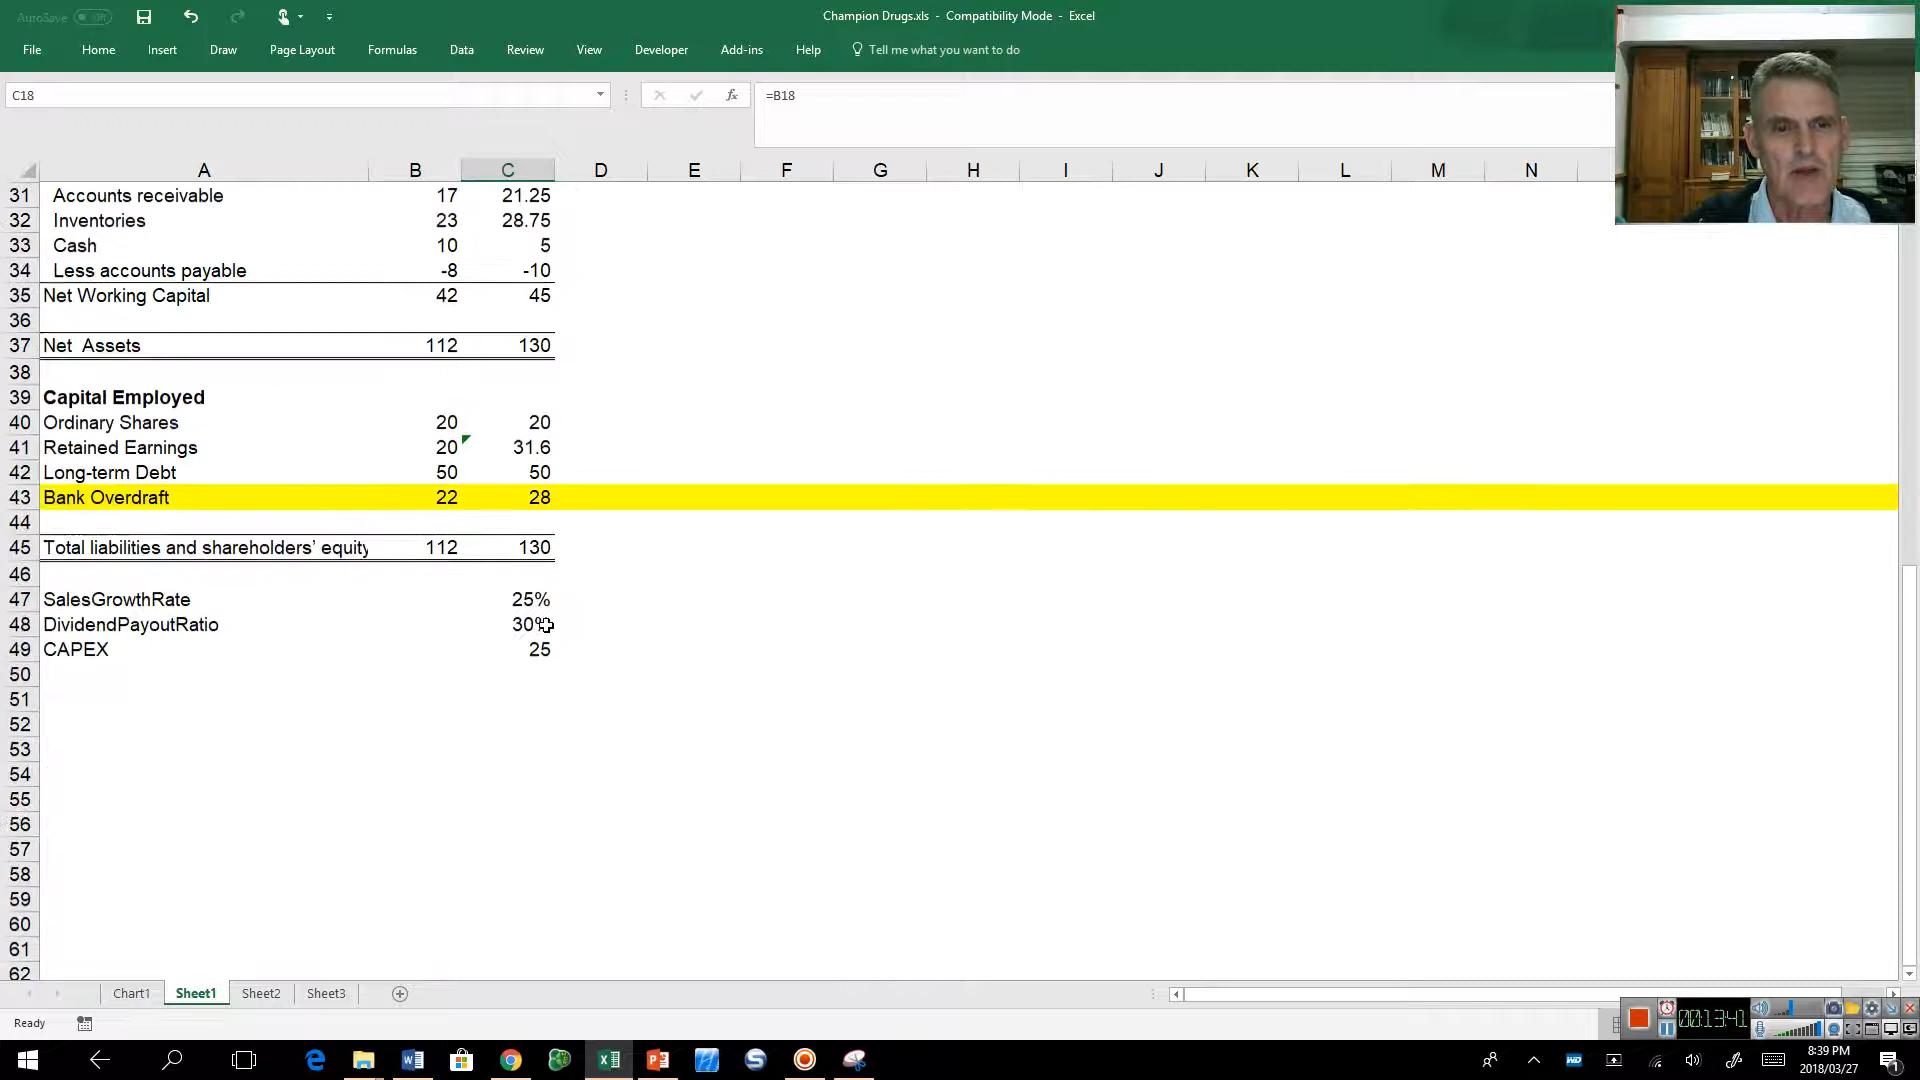 AutoSave Off
Champion Drugs.xls - Compatibility Mode - Excel
File Home Insert Draw Page Layout Formulas Data Review View Developer Add-ins Help Tell me what you want to do
C18 fx =B18
A B C D E F G H I J K L M N
31 Accounts receivable 17 21.25
32 Inventories 23 28.75
33 Cash 10 5
34 Less accounts payable -8 -10
35 Net Working Capital 42 45
36
37 Net Assets 112 130
38
39 Capital Employed
40 Ordinary Shares 20 20
41 Retained Earnings 20 31.6
42 Long-term Debt 50 50
43 Bank Overdraft 22 28
44
45 Total liabilities and shareholders’ equity 112 130
46
47 SalesGrowthRate 25%
48 DividendPayoutRatio 30%
49 CAPEX 25
50
51
52
53
54
55
56
57
58
59
60
61
62
Chart1 Sheet1 Sheet2 Sheet3
Ready
00:13:41
8:39 PM
2018/03/27